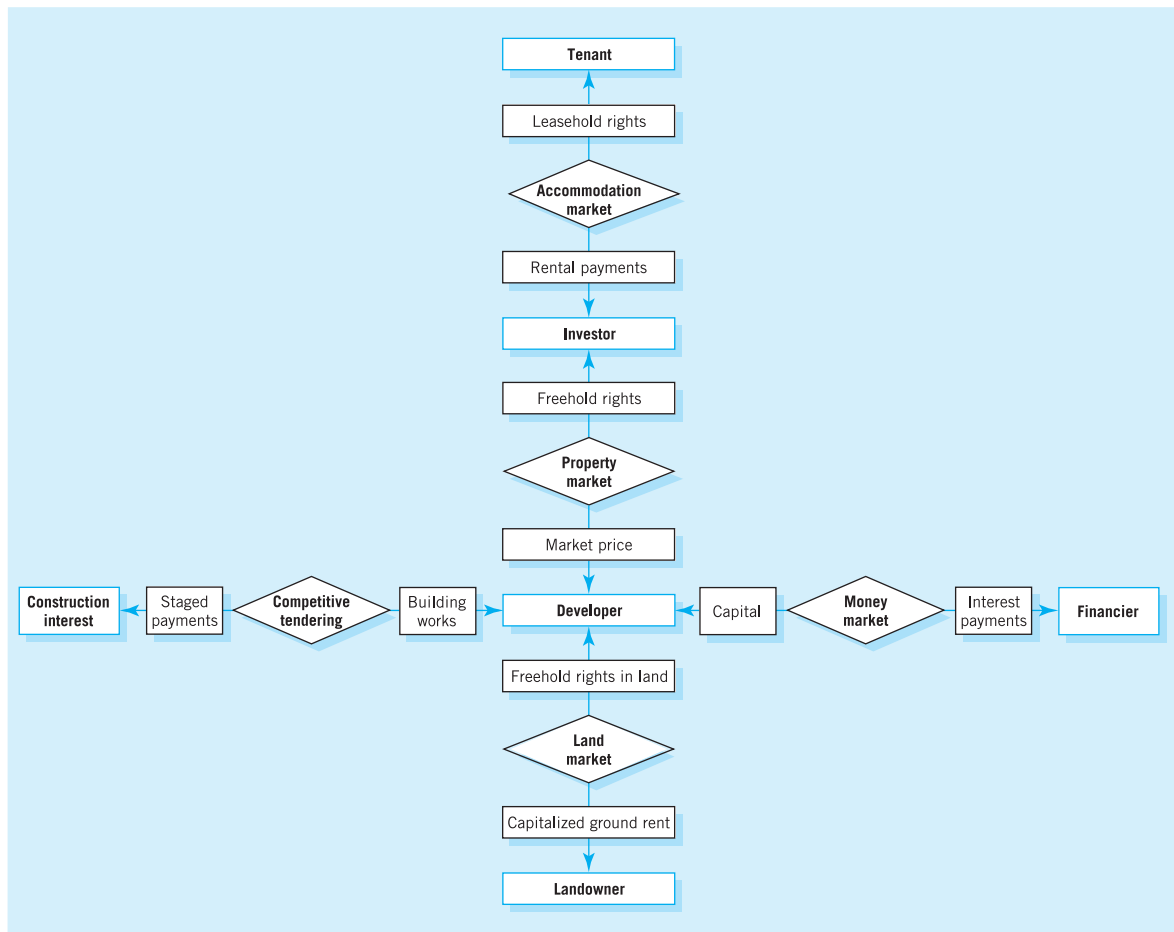 Tenant
Leasehold rights
Accommodation
market
Rental payments
Investor
Freehold rights
Property
market
Market price
Construction
interest
Staged
payments
Competitive
tendering
Building
works
Developer
Capital
Money
market
Interest
payments
Financier
Freehold rights in land
Land
market
Capitalized ground rent
Landowner